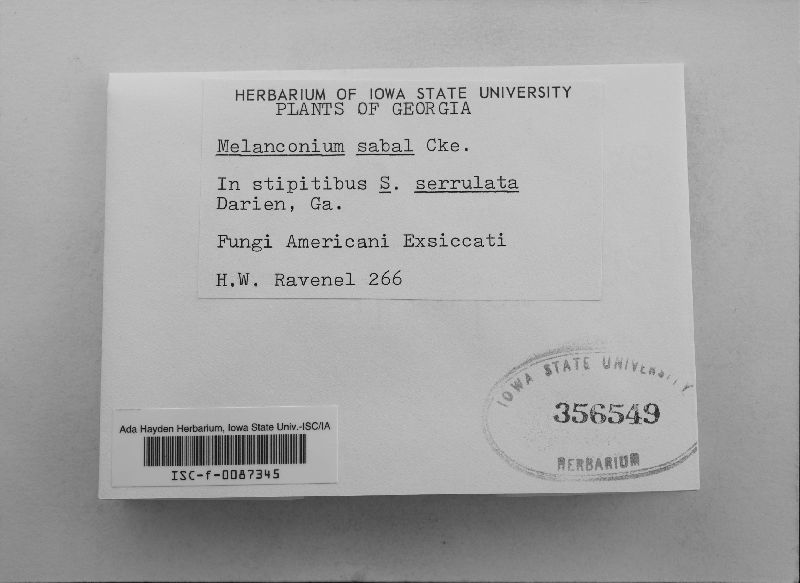 HERBARIUM OF IOWA STATE UNIVERSITY
PLANTS OF GEORGIA
Melanconium sabal Cke.
In stipitibus S. serrulata
Darien, Ga.
Fungi Americani Exsiccati
H.W. Ravenel 266
IOWA STATE UNIVERSITY
356549
HERBARIUM
Ada Hayden Herbarium, Iowa State Univ.-ISC/IA
ISC-f-0087345